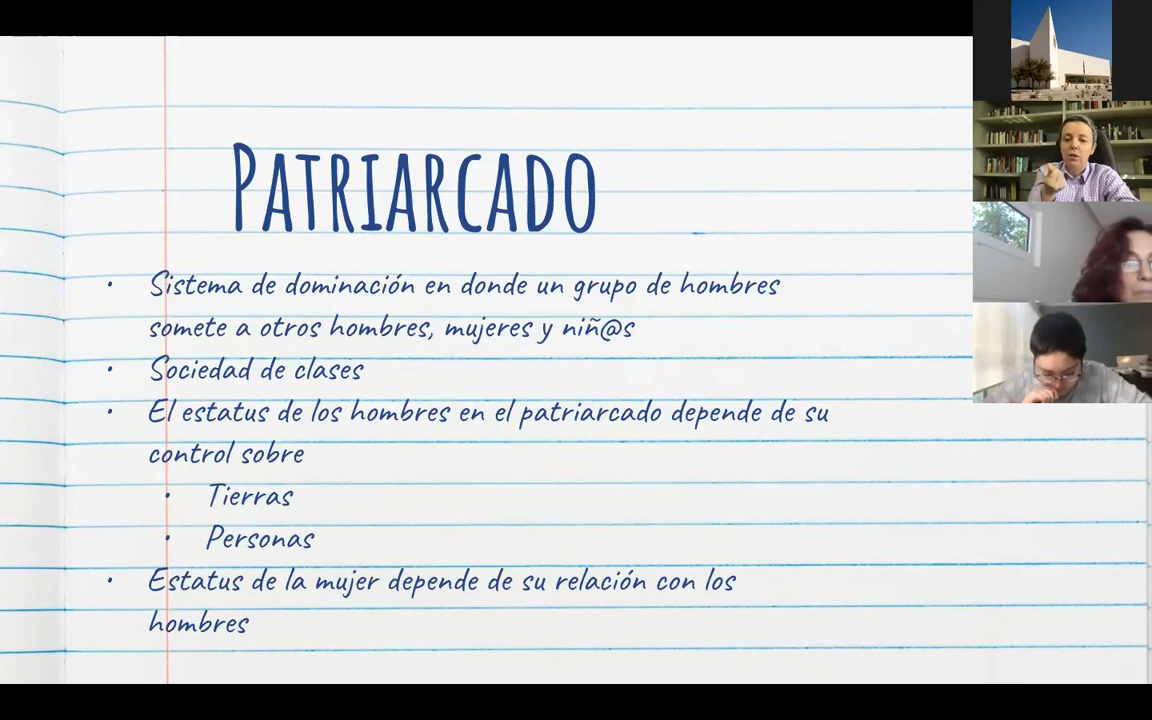 PATRIARCADO
• Sistema de dominación en donde un grupo de hombres
somete a otros hombres, mujeres y niñ@s
• Sociedad de clases
• El estatus de los hombres en el patriarcado depende de su
control sobre
• Tierras
• Personas
• Estatus de la mujer depende de su relación con los
hombres